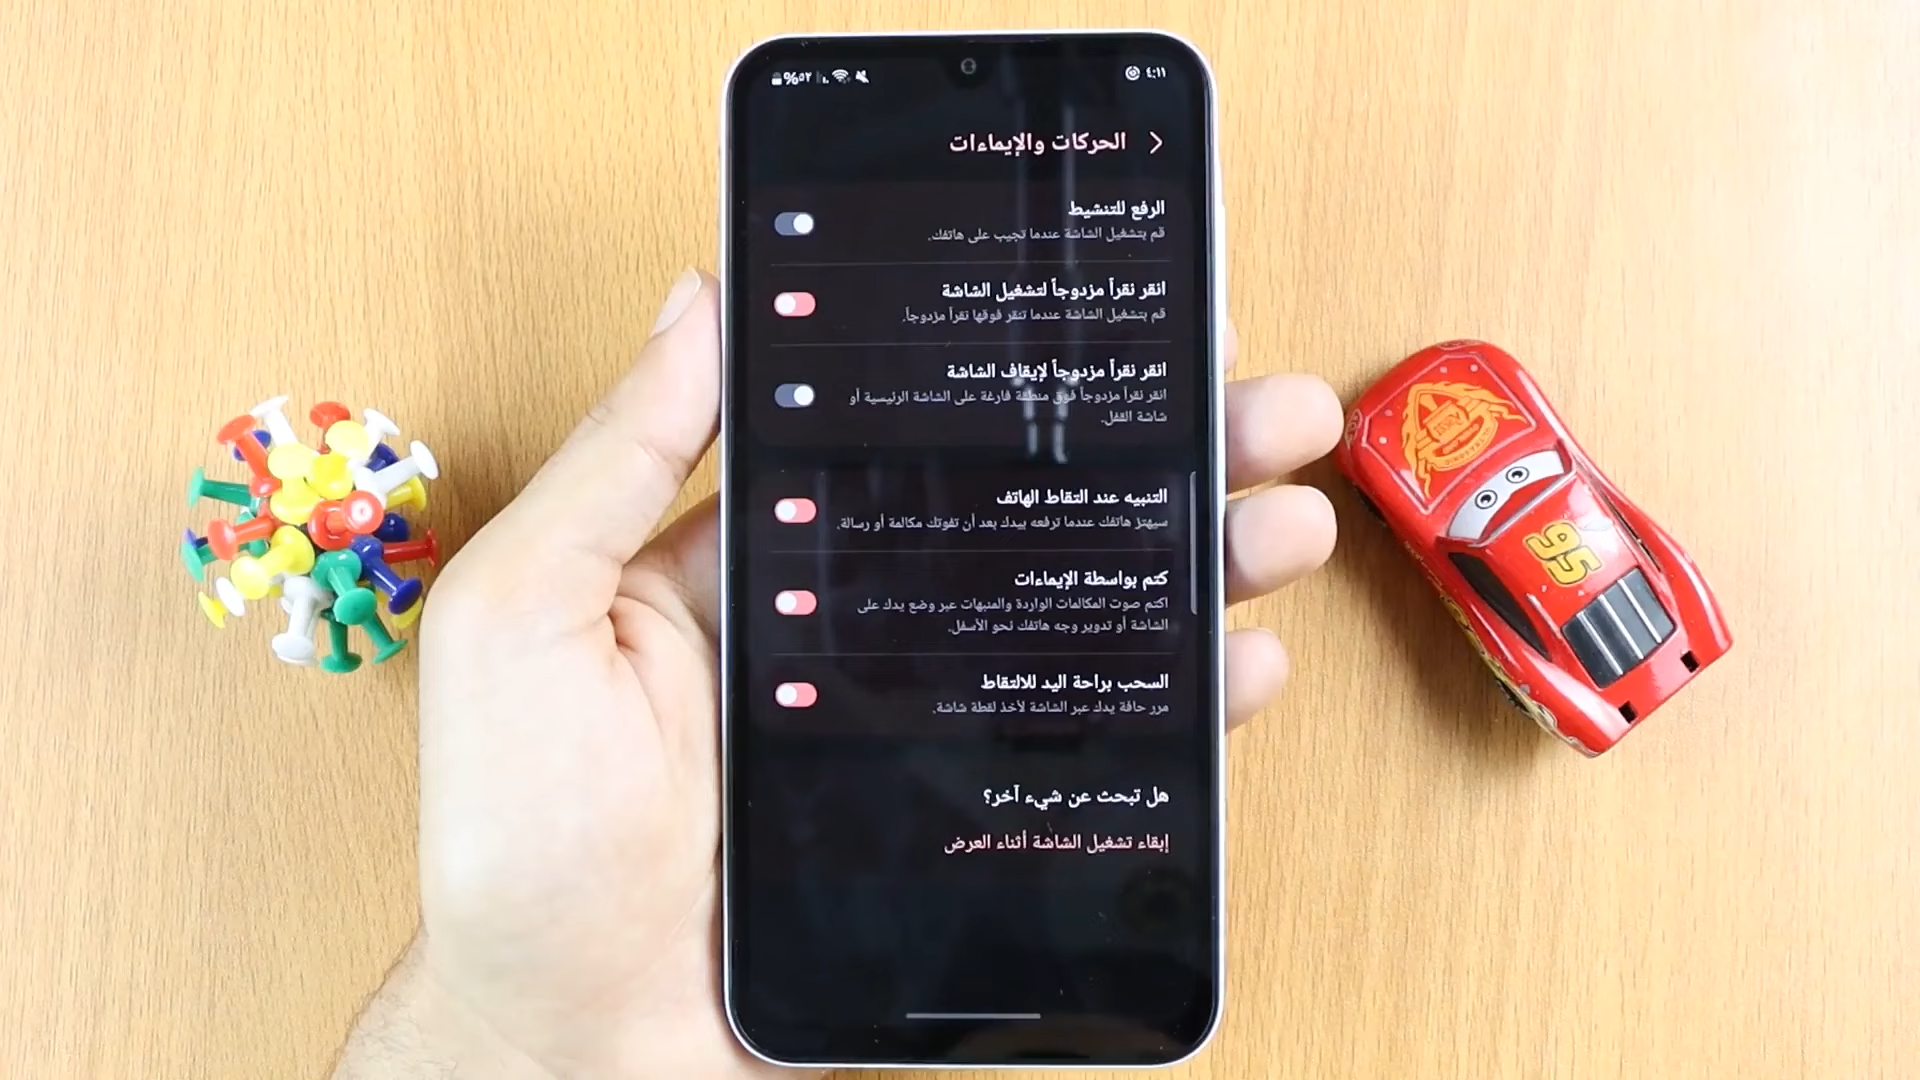 ٤:١١
٥٢%
الحركات والإيماءات
الرفع للتنشيط
قم بتشغيل الشاشة عندما تجيب على هاتفك.
انقر نقراً مزدوجاً لتشغيل الشاشة
قم بتشغيل الشاشة عندما تنقر فوقها نقراً مزدوجاً.
انقر نقراً مزدوجاً لإيقاف الشاشة
انقر نقراً مزدوجاً فوق منطقة فارغة على الشاشة الرئيسية أو
شاشة القفل.
التنبيه عند التقاط الهاتف
سيهتز هاتفك عندما ترفعه بيدك بعد أن تفوتك مكالمة أو رسالة.
كتم بواسطة الإيماءات
اكتم صوت المكالمات الواردة والمنبهات عبر وضع يدك على
الشاشة أو تدوير وجه هاتفك نحو الأسفل.
السحب براحة اليد للالتقاط
مرر حافة يدك عبر الشاشة لأخذ لقطة شاشة.
هل تبحث عن شيء آخر؟
إبقاء تشغيل الشاشة أثناء العرض
95